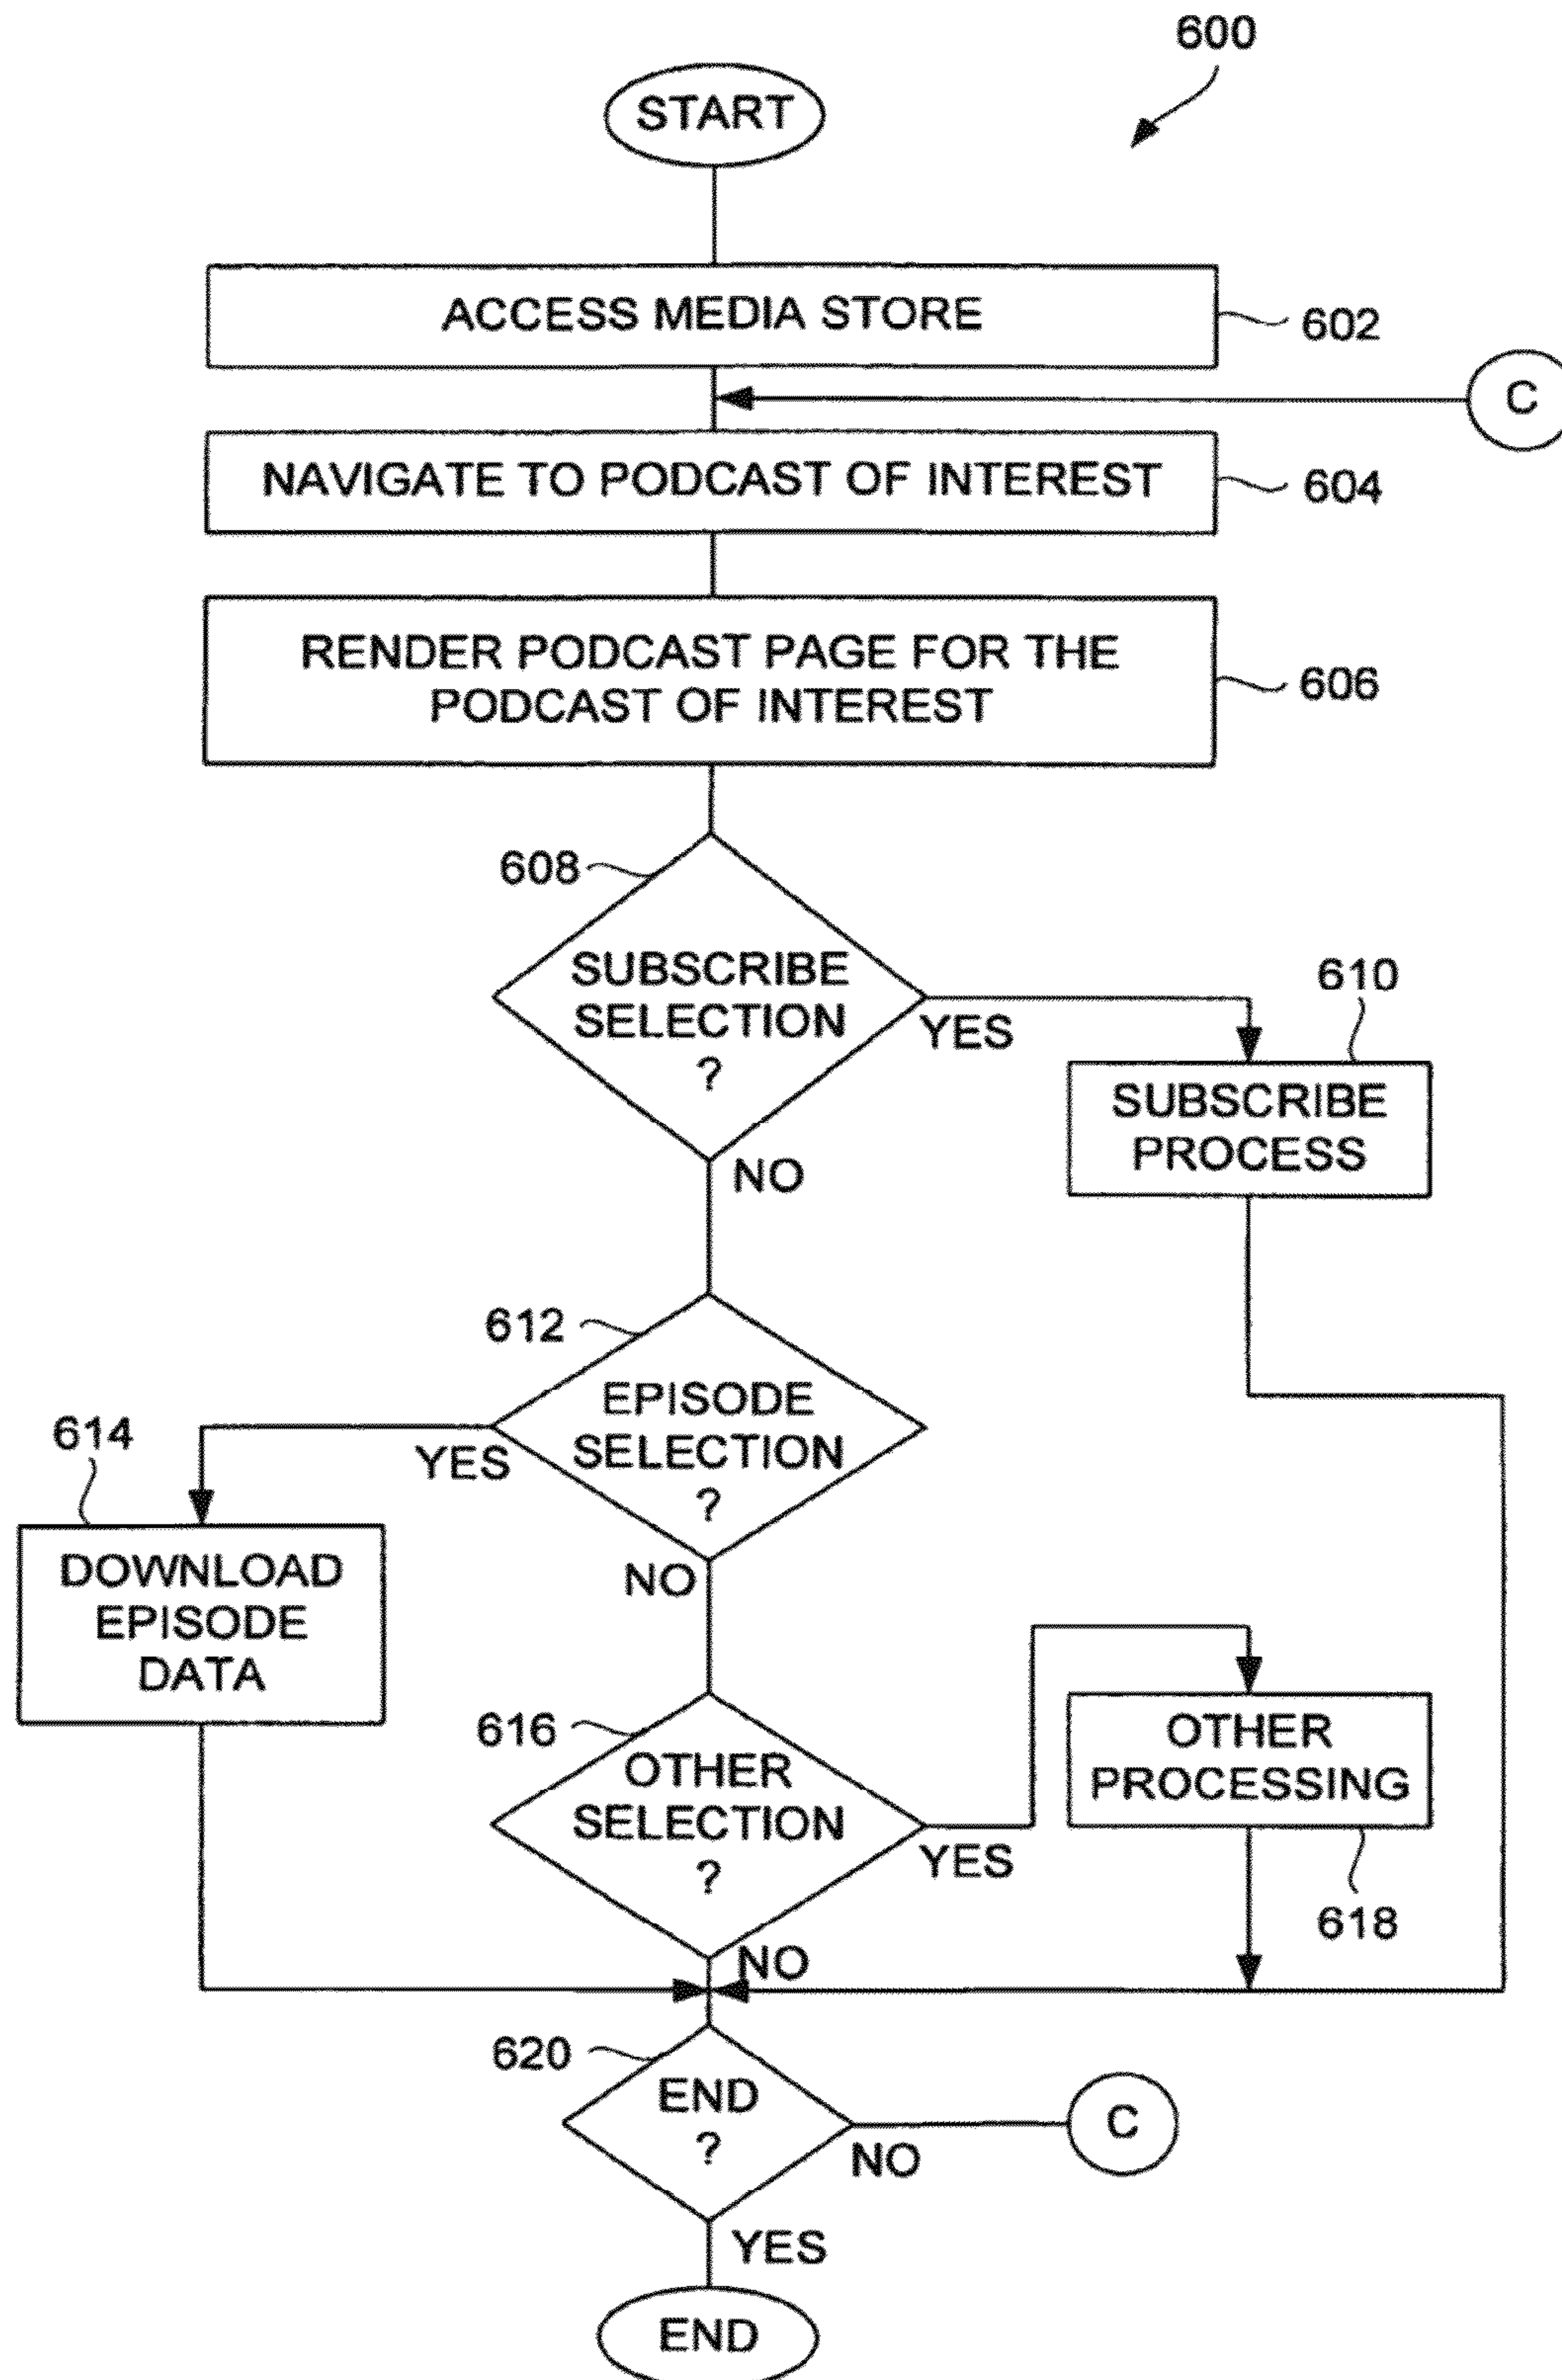 600
START
ACCESS MEDIA STORE
602
C
NAVIGATE TO PODCAST OF INTEREST
604
RENDER PODCAST PAGE FOR THE
PODCAST OF INTEREST
606
608
SUBSCRIBE
SELECTION
?
YES
NO
610
SUBSCRIBE
PROCESS
612
EPISODE
SELECTION
?
YES
NO
614
DOWNLOAD
EPISODE
DATA
616
OTHER
SELECTION
?
YES
NO
OTHER
PROCESSING
618
620
END
?
NO
C
YES
END